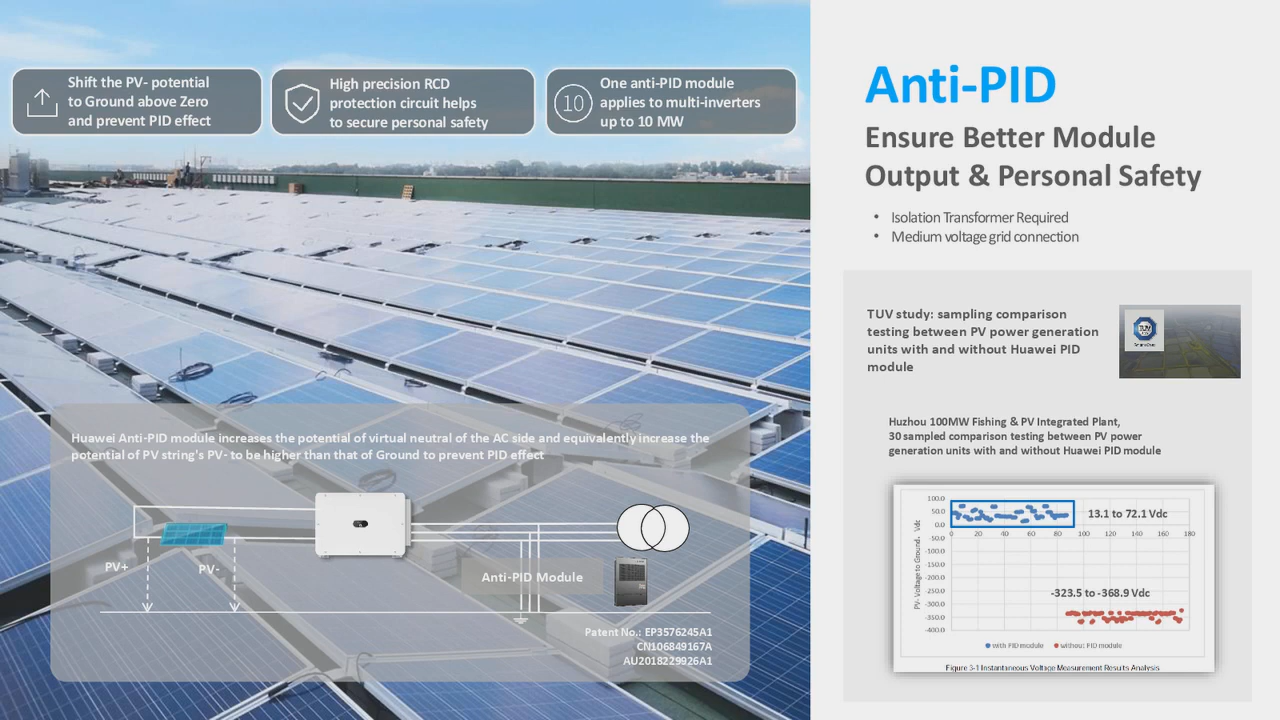 Shift the PV- potential
to Ground above Zero
and prevent PID effect
High precision RCD
protection circuit helps
to secure personal safety
10
One anti-PID module
applies to multi-inverters
up to 10 MW
Huawei Anti-PID module increases the potential of virtual neutral of the AC side and equivalently increase the
potential of PV string's PV- to be higher than that of Ground to prevent PID effect
PV+
PV-
Anti-PID Module
Patent No.: EP3576245A1
CN106849167A
AU2018229926A1
Anti-PID
Ensure Better Module
Output & Personal Safety
• Isolation Transformer Required
• Medium voltage grid connection
TUV study: sampling comparison
testing between PV power generation
units with and without Huawei PID
module
TUV
Huzhou 100MW Fishing & PV Integrated Plant,
30 sampled comparison testing between PV power
generation units with and without Huawei PID module
PV- Voltage to Ground, Vdc
100.0
50.0
0.0
-50.0
-100.0
-150.0
-200.0
-250.0
-300.0
-350.0
-400.0
0 20 40 60 80 100 120 140 160 180
13.1 to 72.1 Vdc
-323.5 to -368.9 Vdc
with PID module without PID module
Figure 3-1 Instantaneous Voltage Measurement Results Analysis